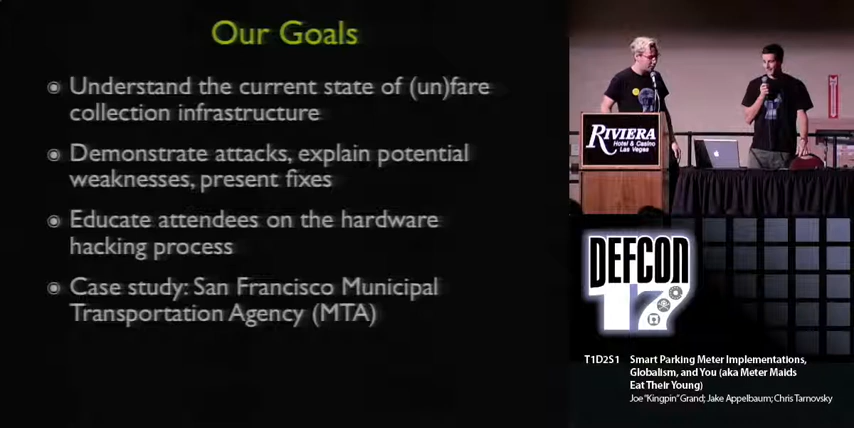 Our Goals
Understand the current state of (un)fare
collection infrastructure
Demonstrate attacks, explain potential
weaknesses, present fixes
Educate attendees on the hardware
hacking process
Case study: San Francisco Municipal
Transportation Agency (MTA)
RIVIERA
Hotel & Casino
Las Vegas
DEFCON
17
T1D2S1 Smart Parking Meter Implementations,
Globalism, and You (aka Meter Maids
Eat Their Young)
Joe "Kingpin" Grand; Jake Appelbaum; Chris Tarnovsky